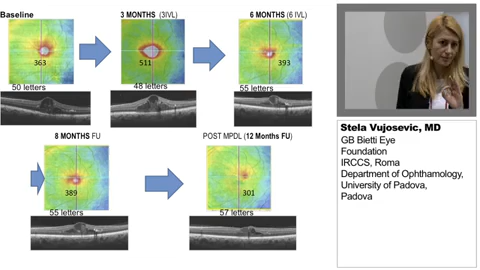 Baseline
3 MONTHS (3IVL)
6 MONTHS (6 IVL)
363
511
393
50 letters
48 letters
55 letters
8 MONTHS FU
POST MPDL (12 Months FU)
389
301
55 letters
57 letters
Stela Vujosevic, MD
GB Bietti Eye
Foundation
IRCCS, Roma
Department of Ophthamology,
University of Padova,
Padova